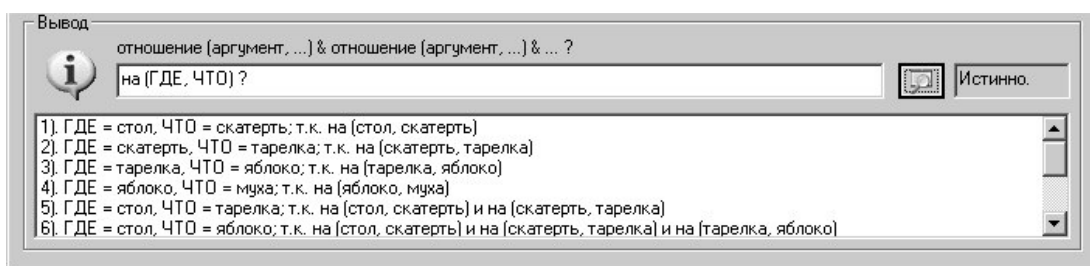 Вывод
отношение (аргумент, ...) & отношение (аргумент, ...) & ... ?
на (ГДЕ, ЧТО) ?
Истинно.
1). ГДЕ = стол, ЧТО = скатерть; т.к. на (стол, скатерть)
2). ГДЕ = скатерть, ЧТО = тарелка; т.к. на (скатерть, тарелка)
3). ГДЕ = тарелка, ЧТО = яблоко; т.к. на (тарелка, яблоко)
4). ГДЕ = яблоко, ЧТО = муха; т.к. на (яблоко, муха)
5). ГДЕ = стол, ЧТО = тарелка; т.к. на (стол, скатерть) и на (скатерть, тарелка)
6). ГДЕ = стол, ЧТО = яблоко; т.к. на (стол, скатерть) и на (скатерть, тарелка) и на (тарелка, яблоко)